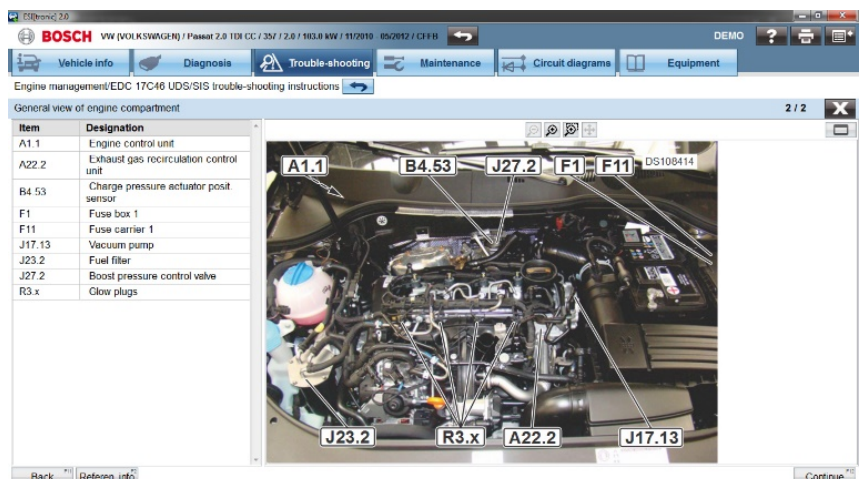 ESI[tronic] 2.0
BOSCH VW (VOLKSWAGEN) / Passat 2.0 TDI CC / 357 / 2.0 / 103.0 kW / 11/2010 - 05/2012 / CFFB
DEMO ?
Vehicle info Diagnosis Trouble-shooting Maintenance Circuit diagrams Equipment
Engine management/EDC 17C46 UDS/SIS trouble-shooting instructions
General view of engine compartment 2 / 2 X
Item Designation
A1.1 Engine control unit
A22.2 Exhaust gas recirculation control
unit
B4.53 Charge pressure actuator posit.
sensor
F1 Fuse box 1
F11 Fuse carrier 1
J17.13 Vacuum pump
J23.2 Fuel filter
J27.2 Boost pressure control valve
R3.x Glow plugs
A1.1 B4.53 J27.2 F1 F11 DS108414
J23.2 R3.x A22.2 J17.13
Back Referen. info Continue